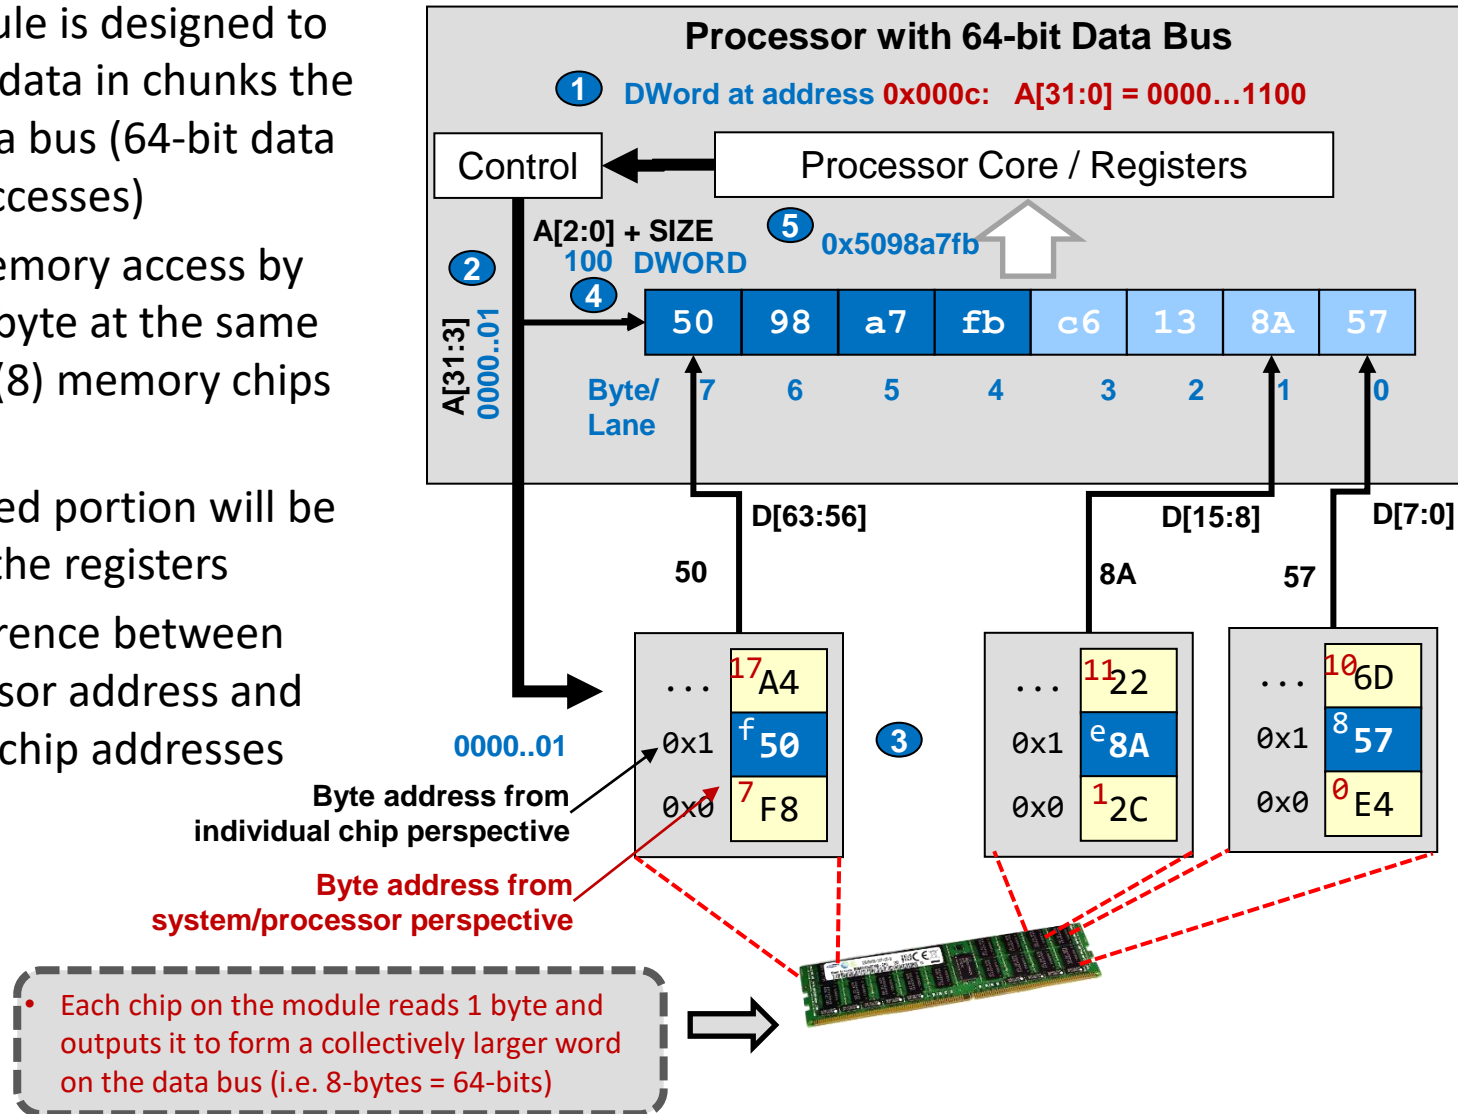 ule is designed to
data in chunks the
a bus (64-bit data
ccesses)
emory access by
byte at the same
(8) memory chips
ed portion will be
the registers
rence between
sor address and
chip addresses
Processor with 64-bit Data Bus
1 DWord at address 0x000c: A[31:0] = 0000…1100
Control
Processor Core / Registers
A[2:0] + SIZE
100 DWORD
5 0x5098a7fb
2
4
A[31:3]
0000..01
50 98 a7 fb c6 13 8A 57
Byte/ 7 6 5 4 3 2 1 0
Lane
D[63:56] D[15:8] D[7:0]
50 8A 57
... 17 A4 ... 11 22 ... 10 6D
0000..01 0x1 f 50 3 0x1 e 8A 0x1 8 57
0x0 7 F8 0x0 1 2C 0x0 0 E4
Byte address from
individual chip perspective
Byte address from
system/processor perspective
• Each chip on the module reads 1 byte and
outputs it to form a collectively larger word
on the data bus (i.e. 8-bytes = 64-bits)